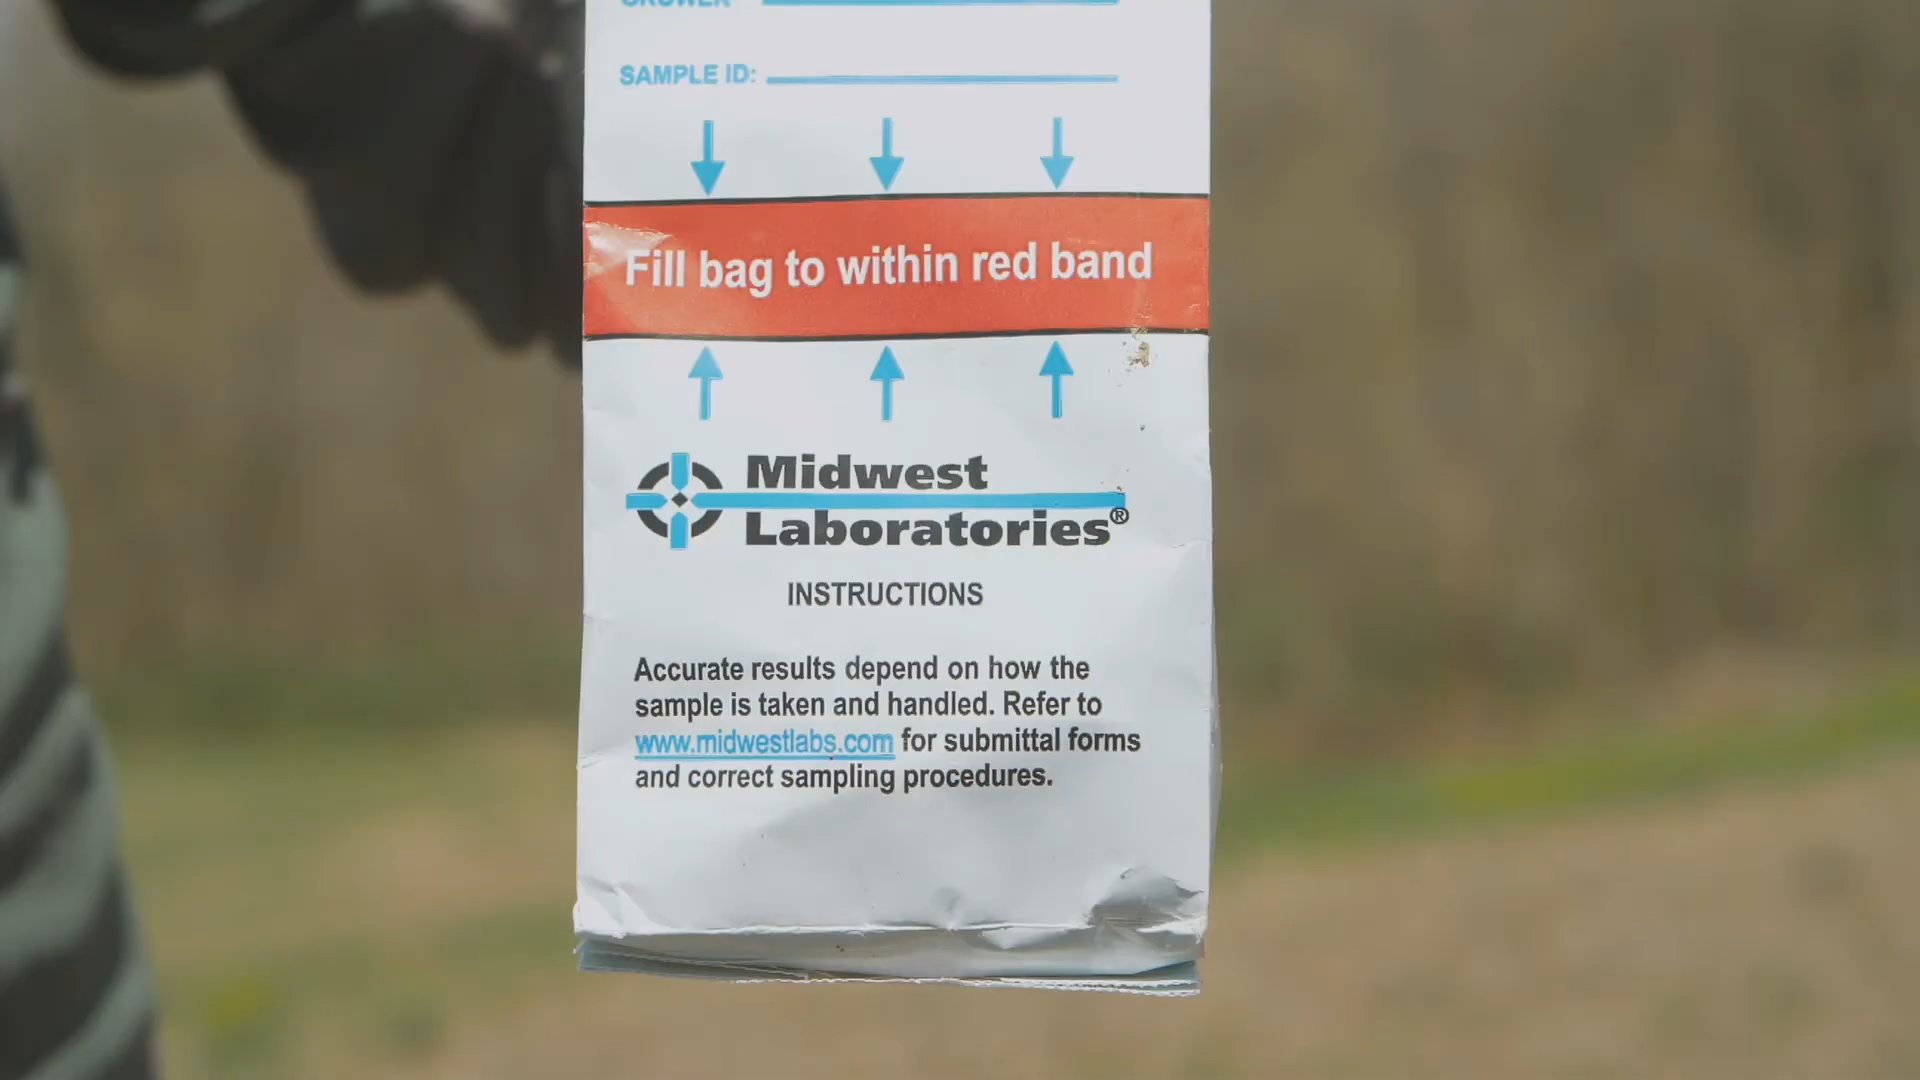 GROWER
SAMPLE ID:
Fill bag to within red band
Midwest
Laboratories®
INSTRUCTIONS
Accurate results depend on how the
sample is taken and handled. Refer to
www.midwestlabs.com for submittal forms
and correct sampling procedures.